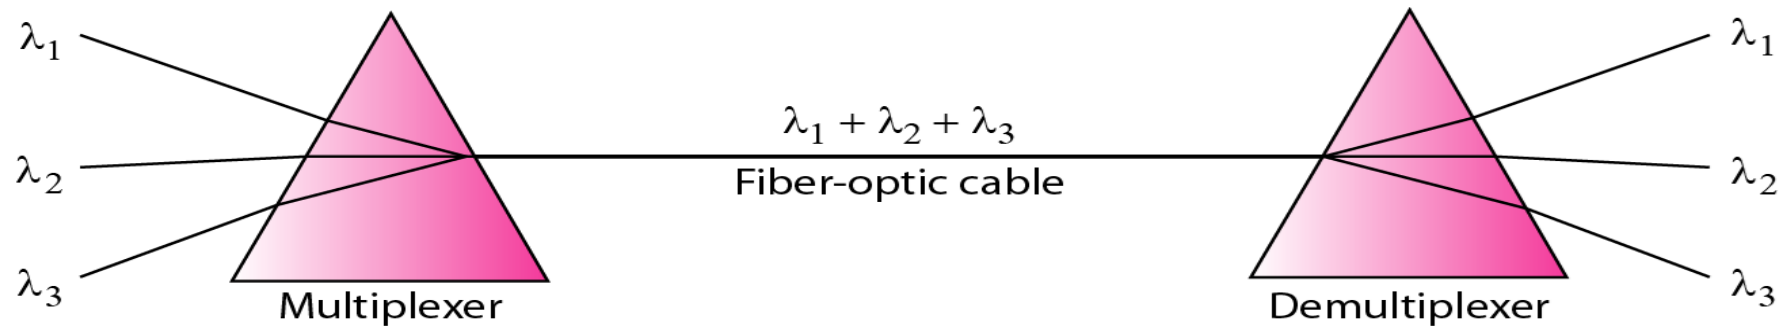 λ1
λ2
λ3
Multiplexer
λ1 + λ2 + λ3
Fiber-optic cable
λ1
λ2
λ3
Demultiplexer